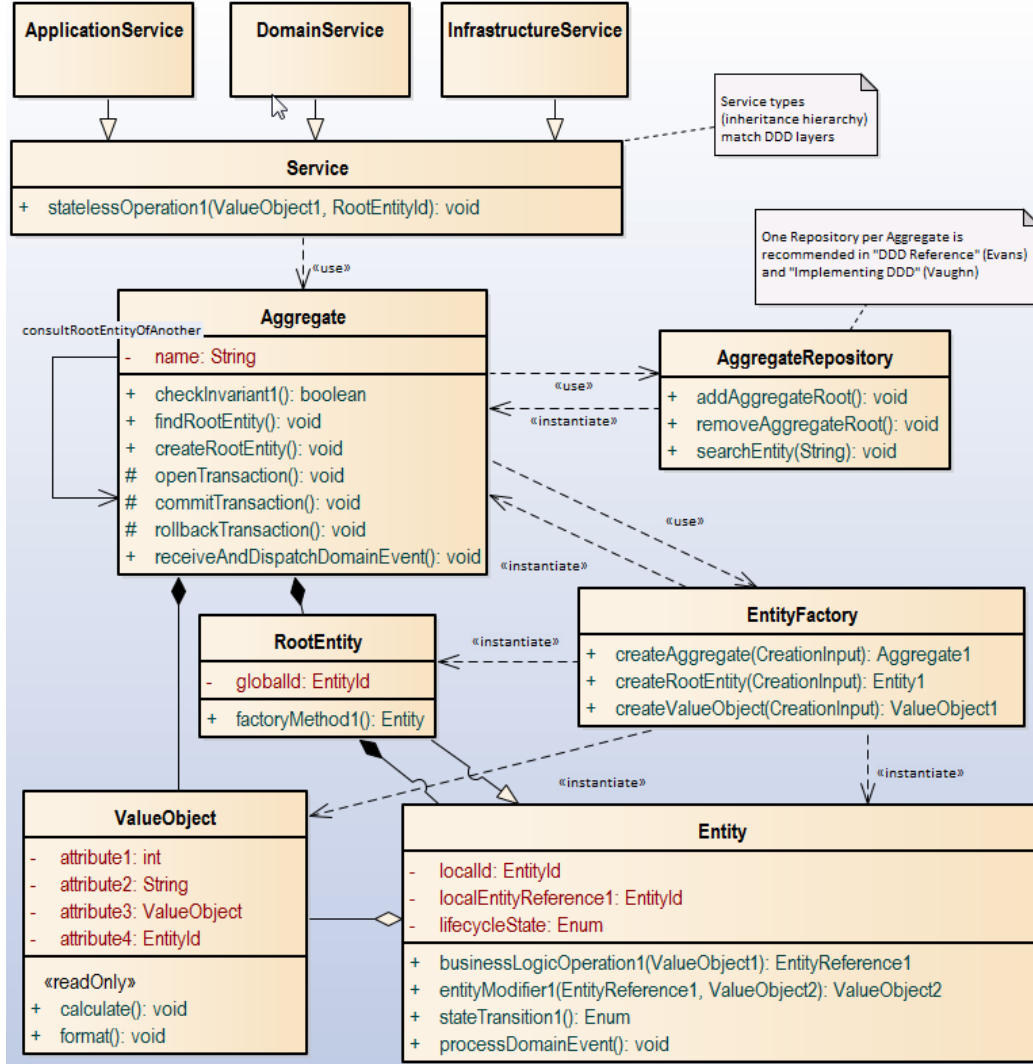 ApplicationService
DomainService
InfrastructureService
Service types
(inheritance hierarchy)
match DDD layers
Service
+ statelessOperation1(ValueObject1, RootEntityId): void
One Repository per Aggregate is
recommended in "DDD Reference" (Evans)
and "Implementing DDD" (Vaughn)
«use»
consultRootEntityOfAnother
Aggregate
- name: String
+ checkInvariant1(): boolean
+ findRootEntity(): void
+ createRootEntity(): void
# openTransaction(): void
# commitTransaction(): void
# rollbackTransaction(): void
+ receiveAndDispatchDomainEvent(): void
«use»
«instantiate»
AggregateRepository
+ addAggregateRoot(): void
+ removeAggregateRoot(): void
+ searchEntity(String): void
«use»
«instantiate»
RootEntity
- globalId: EntityId
+ factoryMethod1(): Entity
«instantiate»
EntityFactory
+ createAggregate(CreationInput): Aggregate1
+ createRootEntity(CreationInput): Entity1
+ createValueObject(CreationInput): ValueObject1
«instantiate»
«instantiate»
ValueObject
- attribute1: int
- attribute2: String
- attribute3: ValueObject
- attribute4: EntityId
«readOnly»
+ calculate(): void
+ format(): void
Entity
- localId: EntityId
- localEntityReference1: EntityId
- lifecycleState: Enum
+ businessLogicOperation1(ValueObject1): EntityReference1
+ entityModifier1(EntityReference1, ValueObject2): ValueObject2
+ stateTransition1(): Enum
+ processDomainEvent(): void